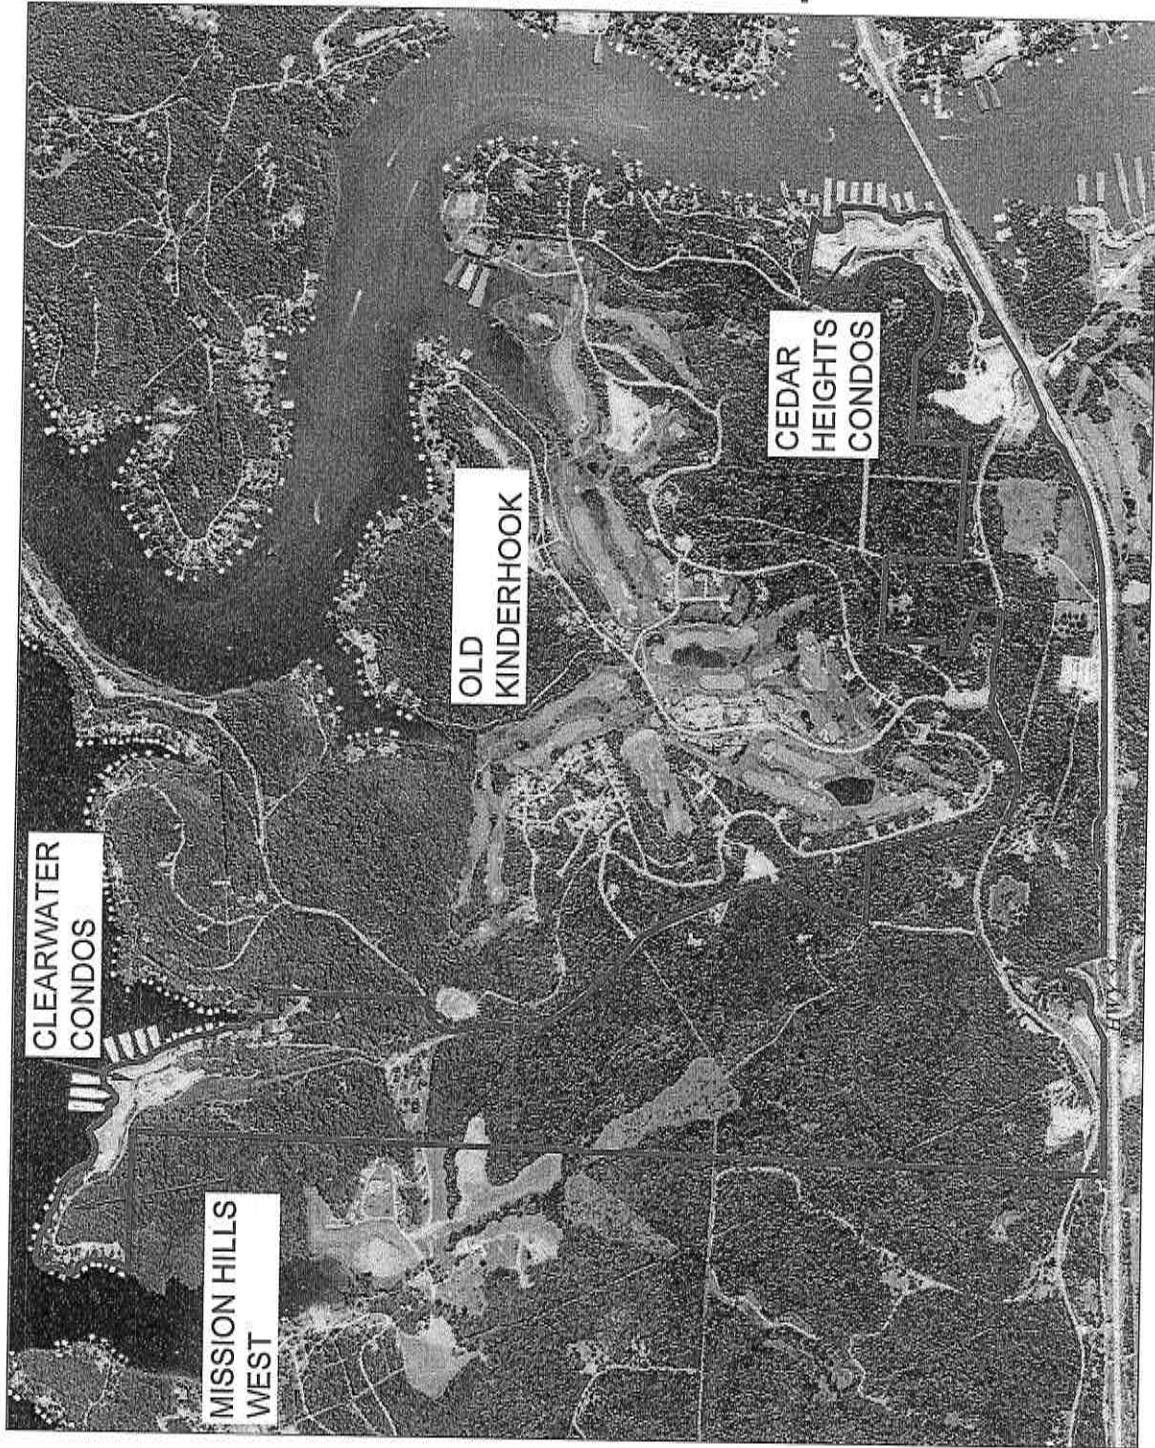 CLEARWATER
CONDOS
MISSION HILLS
WEST
OLD
KINDERHOOK
CEDAR
HEIGHTS
CONDOS